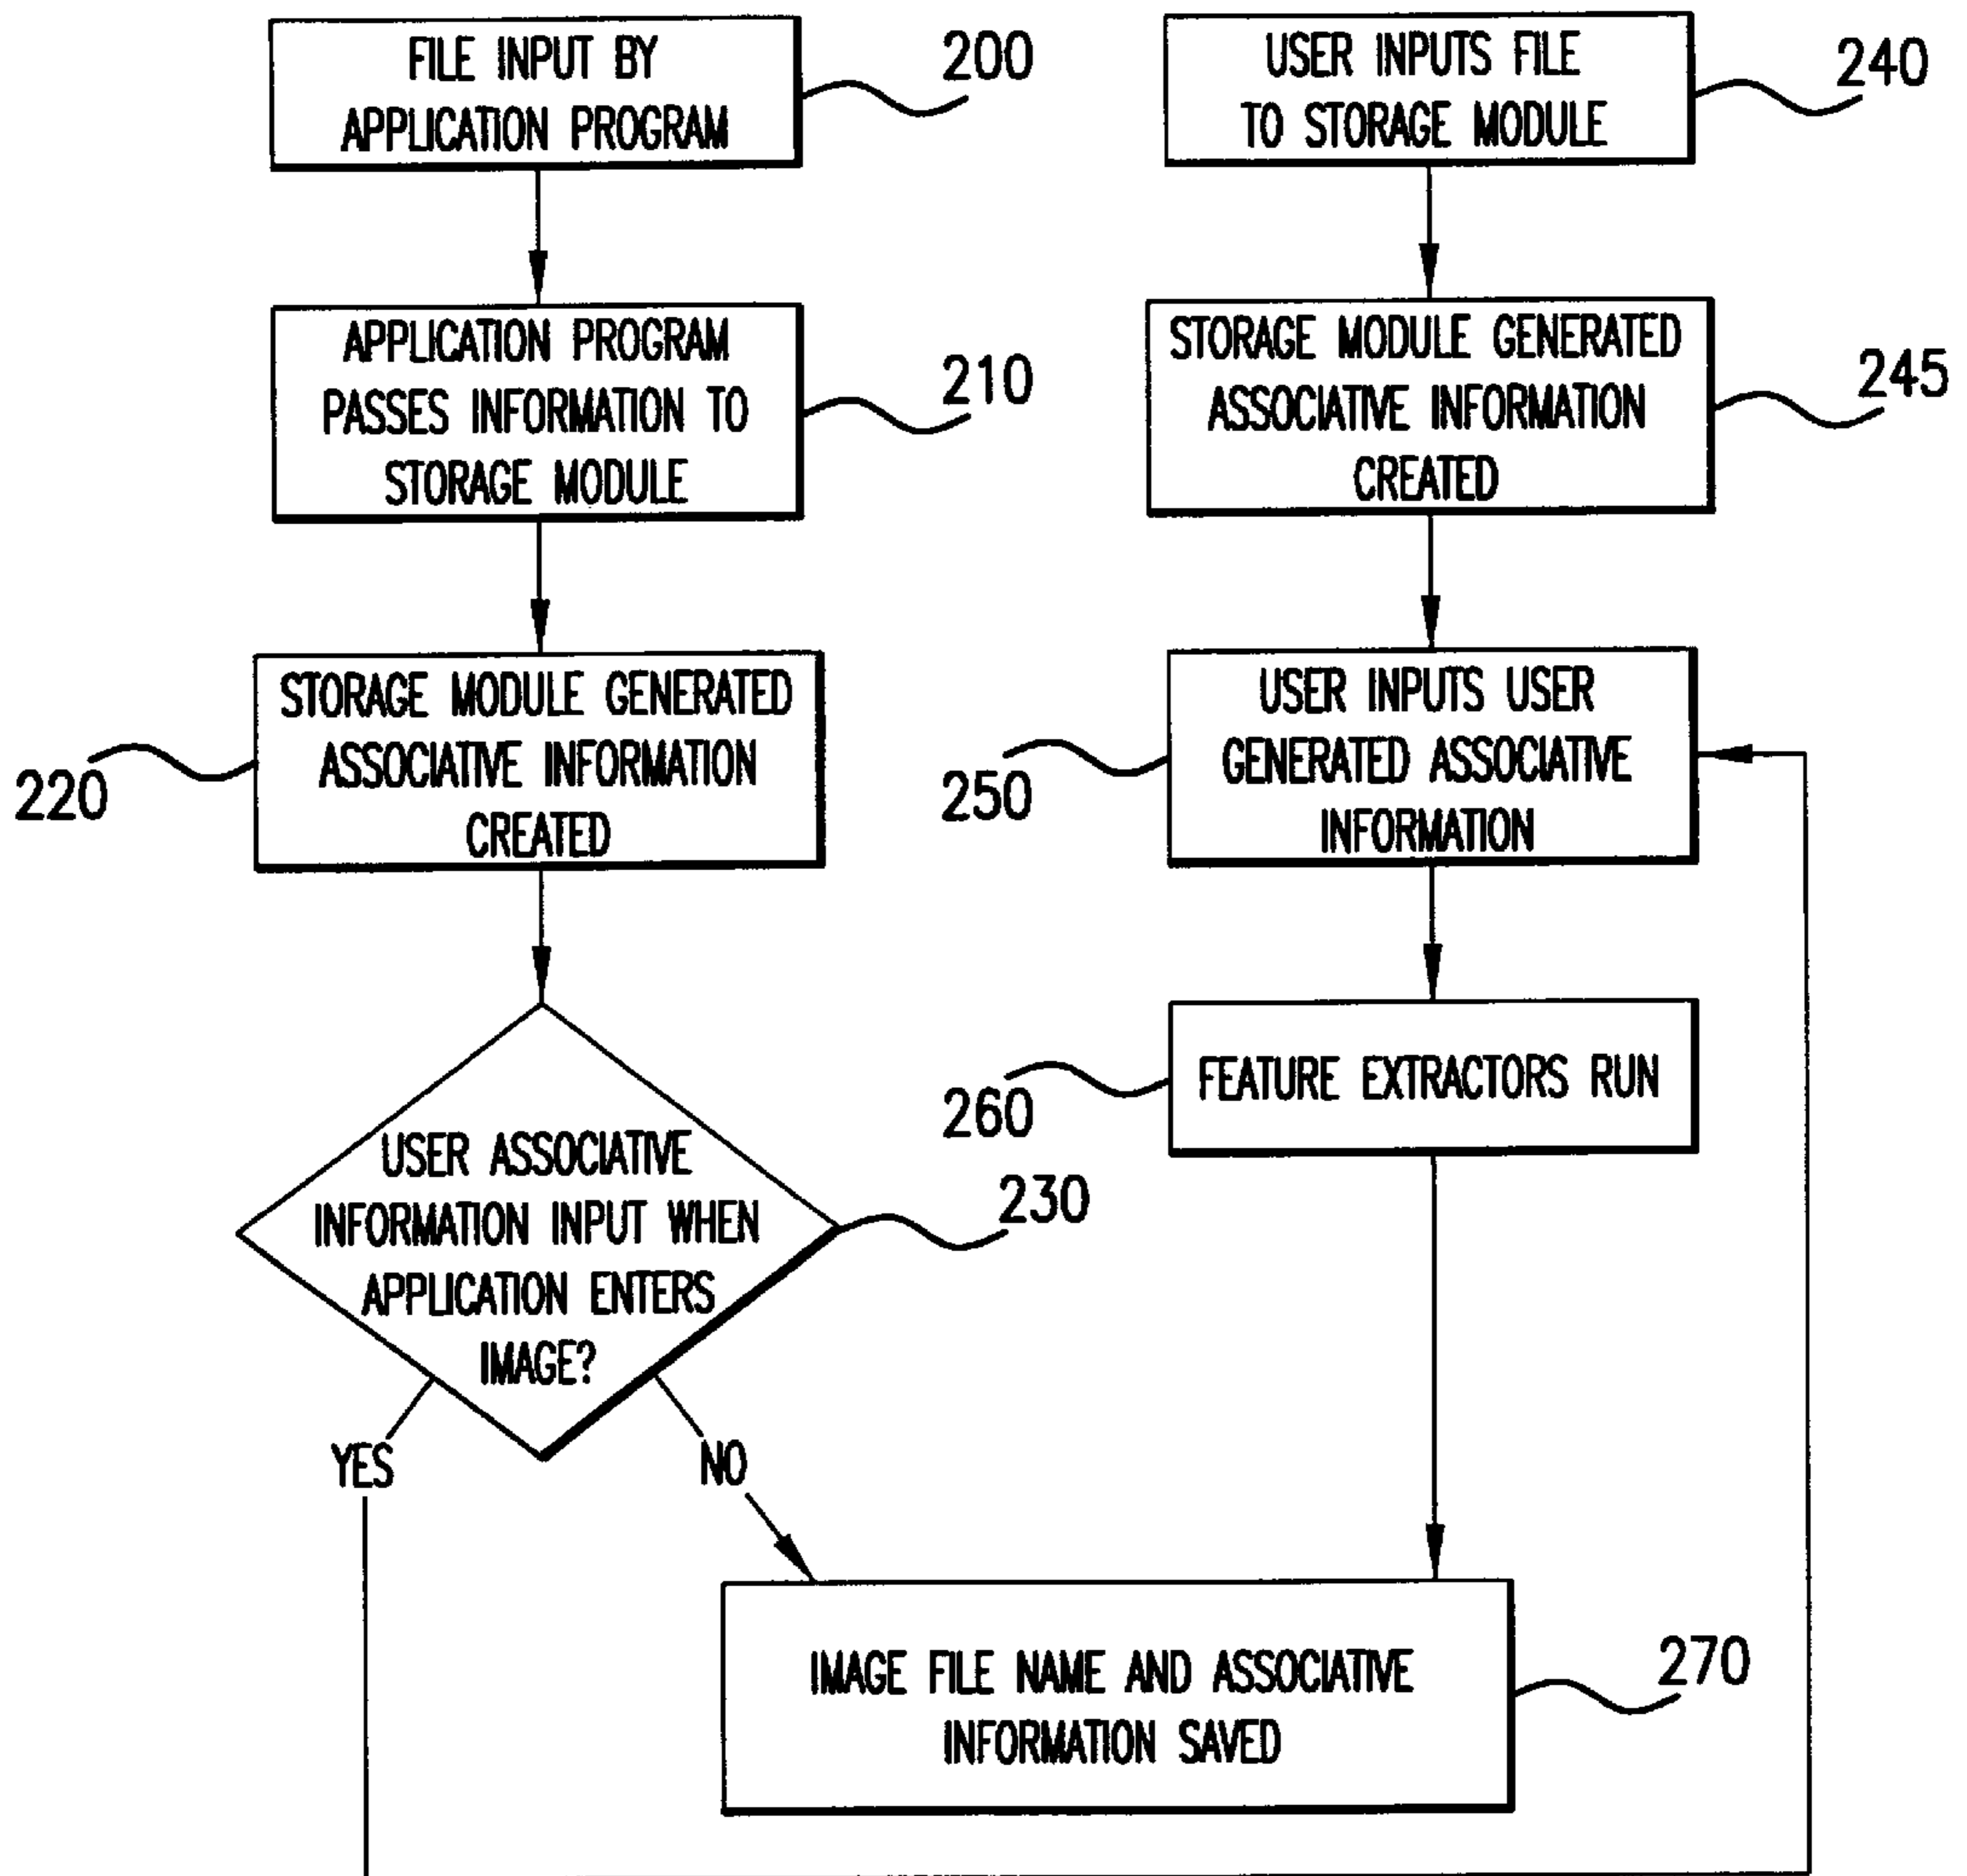 FILE INPUT BY
APPLICATION PROGRAM
200
APPLICATION PROGRAM
PASSES INFORMATION TO
STORAGE MODULE
210
STORAGE MODULE GENERATED
ASSOCIATIVE INFORMATION
CREATED
220
USER ASSOCIATIVE
INFORMATION INPUT WHEN
APPLICATION ENTERS
IMAGE?
230
YES
NO
USER INPUTS FILE
TO STORAGE MODULE
240
STORAGE MODULE GENERATED
ASSOCIATIVE INFORMATION
CREATED
245
USER INPUTS USER
GENERATED ASSOCIATIVE
INFORMATION
250
FEATURE EXTRACTORS RUN
260
IMAGE FILE NAME AND ASSOCIATIVE
INFORMATION SAVED
270